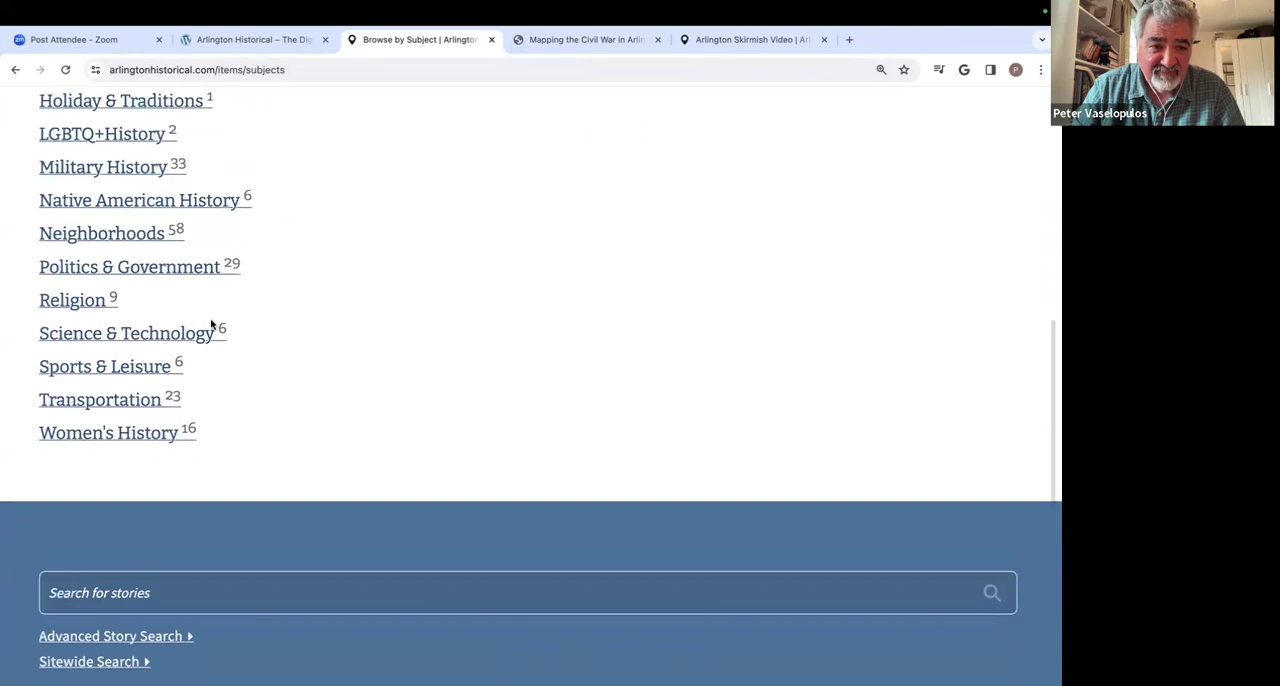 Post Attendee - Zoom
Arlington Historical – The Dig
Browse by Subject | Arlington
Mapping the Civil War in Arlin
Arlington Skirmish Video | Arl
arlingtonhistorical.com/items/subjects
P
Peter Vaselopulos
Holiday & Traditions 1
LGBTQ+History 2
Military History 33
Native American History 6
Neighborhoods 58
Politics & Government 29
Religion 9
Science & Technology 6
Sports & Leisure 6
Transportation 23
Women's History 16
Search for stories
Advanced Story Search
Sitewide Search